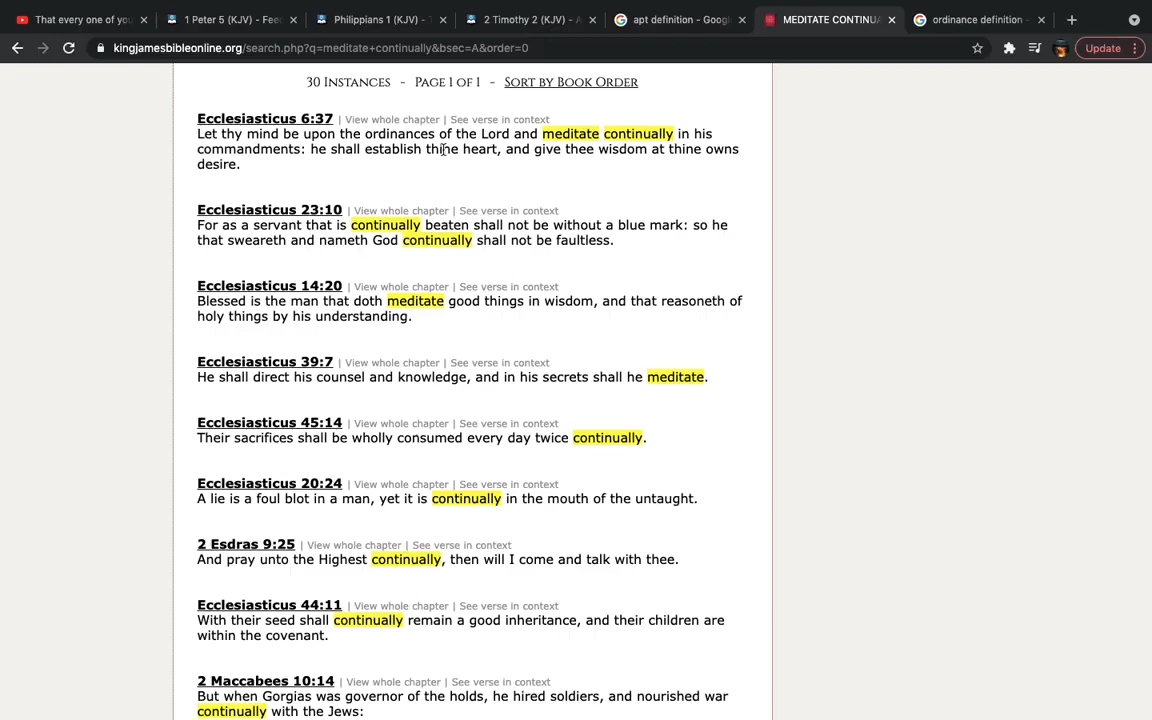 That every one of you
1 Peter 5 (KJV) - Fee
Philippians 1 (KJV) -
2 Timothy 2 (KJV) -
apt definition - Google
MEDITATE CONTINUA
ordinance definition -
kingjamesbibleonline.org/search.php?q=meditate+continually&bsec=A&order=0
Update
30 Instances - Page 1 of 1 - Sort by Book Order
Ecclesiasticus 6:37 | View whole chapter | See verse in context
Let thy mind be upon the ordinances of the Lord and meditate continually in his
commandments: he shall establish thine heart, and give thee wisdom at thine owns
desire.
Ecclesiasticus 23:10 | View whole chapter | See verse in context
For as a servant that is continually beaten shall not be without a blue mark: so he
that sweareth and nameth God continually shall not be faultless.
Ecclesiasticus 14:20 | View whole chapter | See verse in context
Blessed is the man that doth meditate good things in wisdom, and that reasoneth of
holy things by his understanding.
Ecclesiasticus 39:7 | View whole chapter | See verse in context
He shall direct his counsel and knowledge, and in his secrets shall he meditate.
Ecclesiasticus 45:14 | View whole chapter | See verse in context
Their sacrifices shall be wholly consumed every day twice continually.
Ecclesiasticus 20:24 | View whole chapter | See verse in context
A lie is a foul blot in a man, yet it is continually in the mouth of the untaught.
2 Esdras 9:25 | View whole chapter | See verse in context
And pray unto the Highest continually, then will I come and talk with thee.
Ecclesiasticus 44:11 | View whole chapter | See verse in context
With their seed shall continually remain a good inheritance, and their children are
within the covenant.
2 Maccabees 10:14 | View whole chapter | See verse in context
But when Gorgias was governor of the holds, he hired soldiers, and nourished war
continually with the Jews: